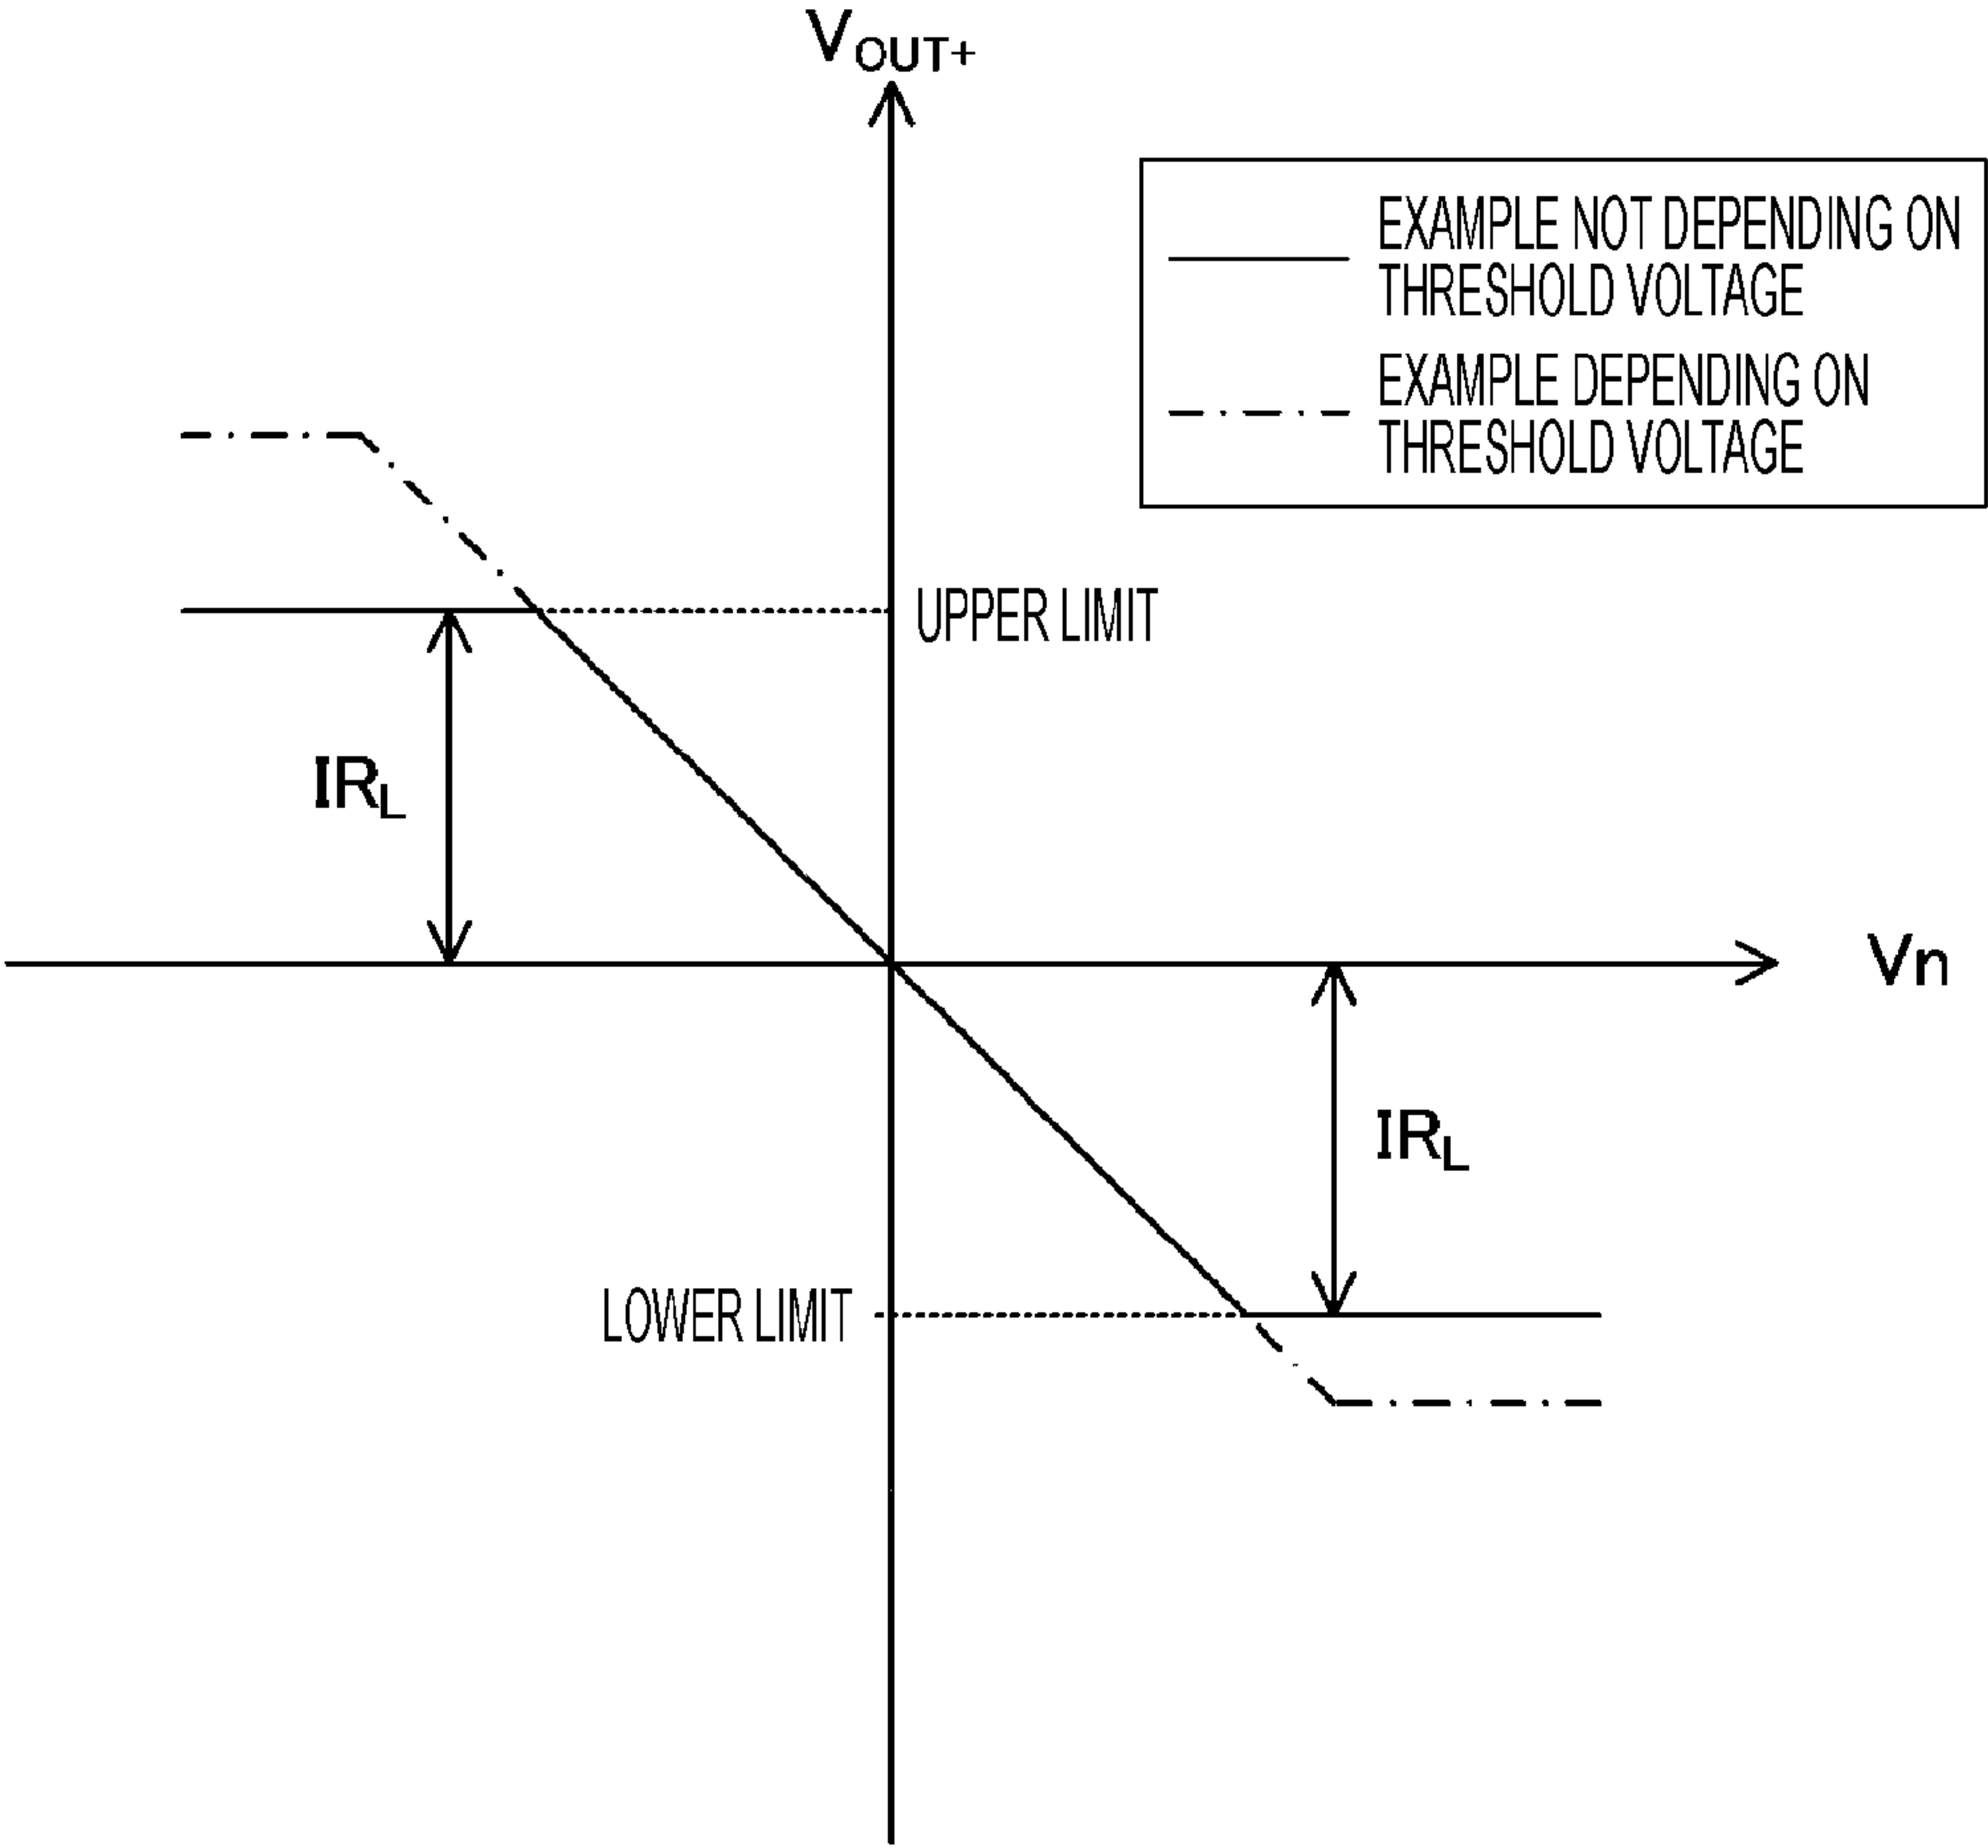 VOUT+
EXAMPLE NOT DEPENDING ON
THRESHOLD VOLTAGE
EXAMPLE DEPENDING ON
THRESHOLD VOLTAGE
UPPER LIMIT
IRL
Vn
IRL
LOWER LIMIT